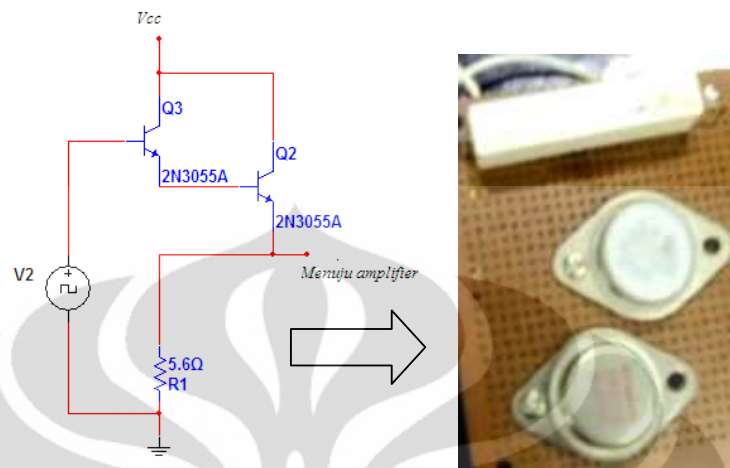 Vcc
Q3
Q2
2N3055A
2N3055A
V2
Menuju amplifier
5.6Ω
R1